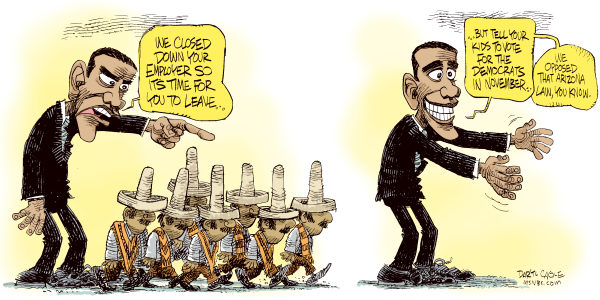 WE CLOSED
DOWN YOUR
EMPLOYER SO
ITS TIME FOR
YOU TO LEAVE...
...BUT TELL YOUR
KIDS TO VOTE
FOR THE
DEMOCRATS
IN NOVEMBER...
WE
OPPOSED
THAT ARIZONA
LAW, YOU KNOW.
DARYL CAGLE
MSNBC.COM